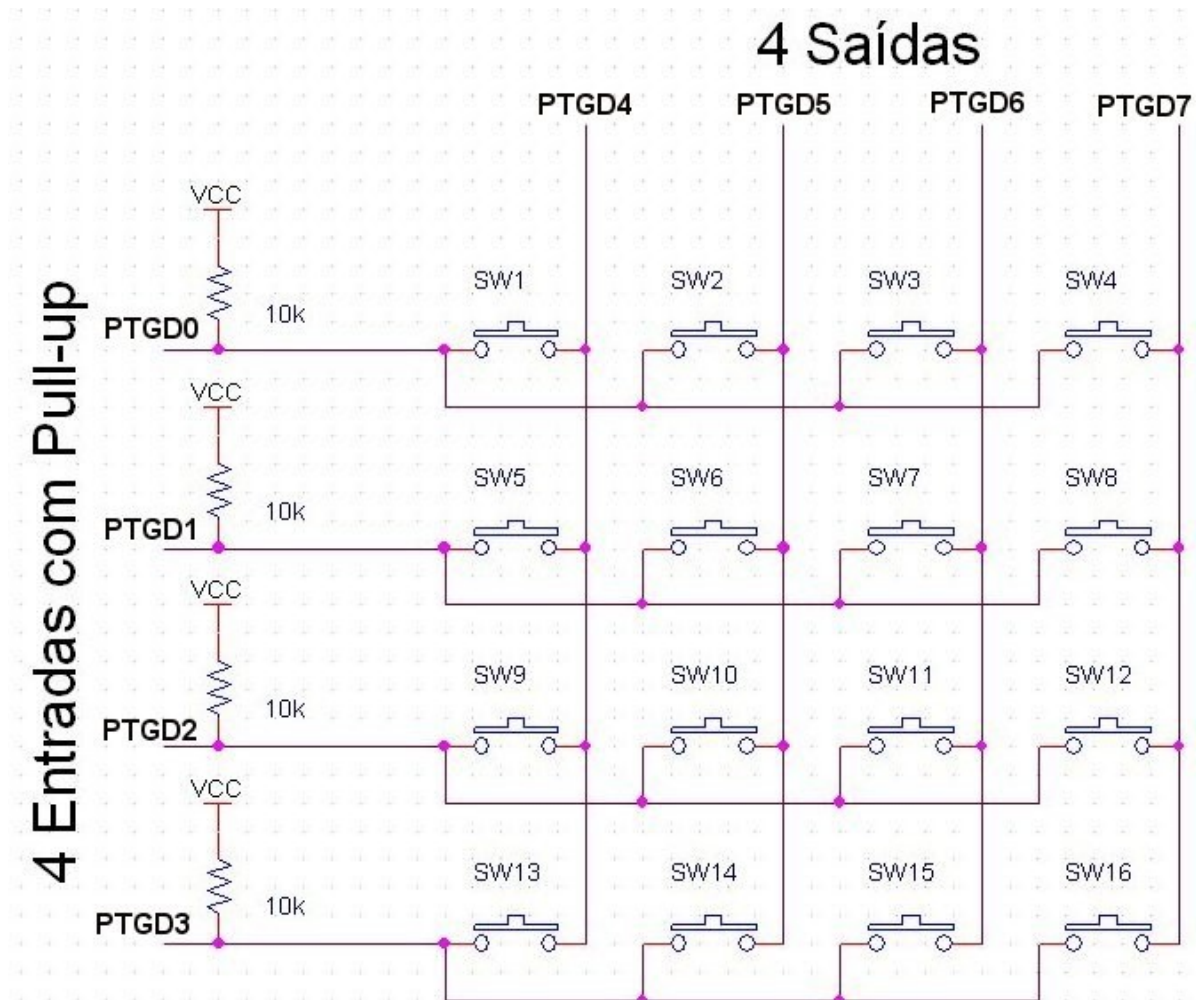 4 Saídas
PTGD4 PTGD5 PTGD6 PTGD7
4 Entradas com Pull-up
VCC
10k
PTGD0
SW1 SW2 SW3 SW4
VCC
10k
PTGD1
SW5 SW6 SW7 SW8
VCC
10k
PTGD2
SW9 SW10 SW11 SW12
VCC
10k
PTGD3
SW13 SW14 SW15 SW16